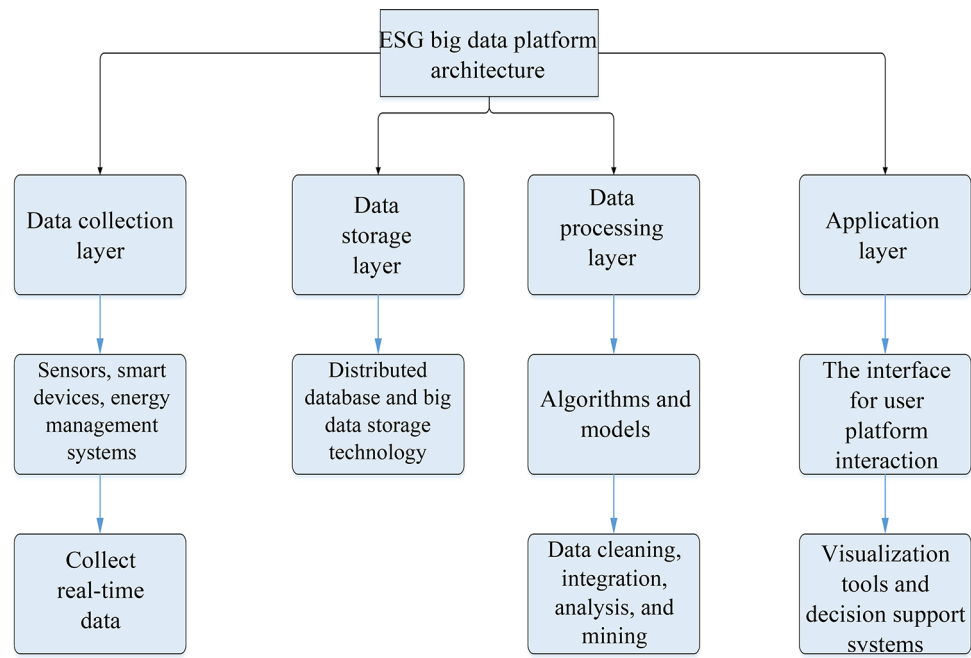 ESG big data platform
architecture
Data collection
layer
Data
storage
layer
Data
processing
layer
Application
layer
Sensors, smart
devices, energy
management
systems
Distributed
database and big
data storage
technology
Algorithms and
models
The interface
for user
platform
interaction
Collect
real-time
data
Data cleaning,
integration,
analysis, and
mining
Visualization
tools and
decision support
systems